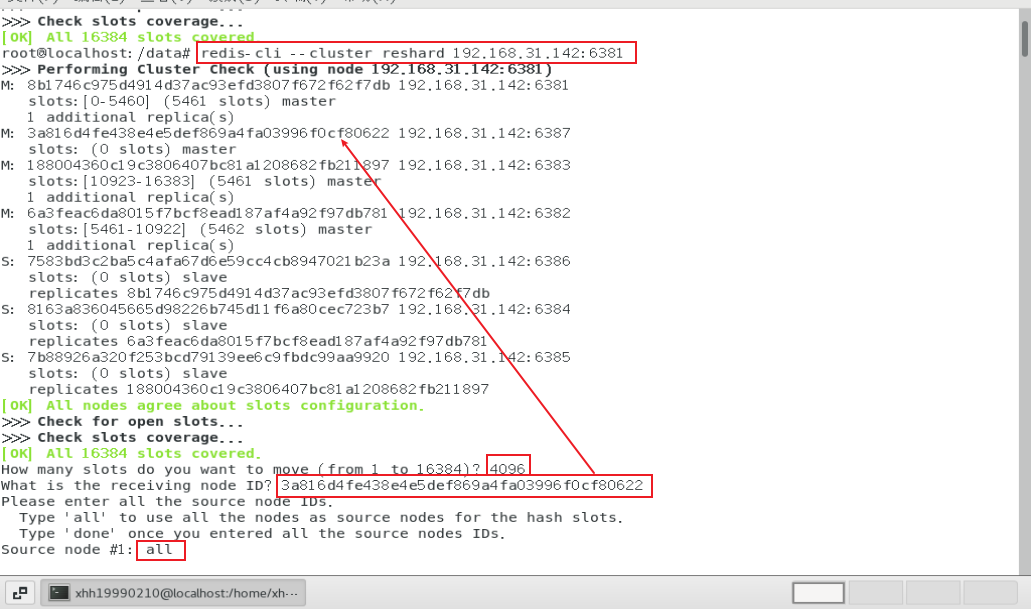 >>> Check slots coverage...
[OK] All 16384 slots covered
root@localhost:/data# redis-cli --cluster reshard 192.168.31.142:6381
>>> Performing Cluster Check (using node 192.168.31.142:6381)
M: 8b1746c975d4914d37ac93efd3807f672f62f7db 192.168.31.142:6381
slots:[0-5460] (5461 slots) master
1 additional replica(s)
M: 3a816d4fe438e4e5def869a4fa03996f0cf80622 192.168.31.142:6387
slots: (0 slots) master
M: 188004360c19c3806407bc81a1208682fb211897 192.168.31.142:6383
slots:[10923-16383] (5461 slots) master
1 additional replica(s)
M: 6a3feac6da8015f7bcf8ead187af4a92f97db781 192.168.31.142:6382
slots:[5461-10922] (5462 slots) master
1 additional replica(s)
S: 7583bd3c2ba5c4afa67d6e59cc4cb8947021b23a 192.168.31.142:6386
slots: (0 slots) slave
replicates 8b1746c975d4914d37ac93efd3807f672f62f7db
S: 8163a836045665d98226b745d11f6a80cec723b7 192.168.31.142:6384
slots: (0 slots) slave
replicates 6a3feac6da8015f7bcf8ead187af4a92f97db781
S: 7b88926a320f253bcd79139ee6c9fbdc99aa9920 192.168.31.142:6385
slots: (0 slots) slave
replicates 188004360c19c3806407bc81a1208682fb211897
[OK] All nodes agree about slots configuration.
>>> Check for open slots...
>>> Check slots coverage...
[OK] All 16384 slots covered.
How many slots do you want to move (from 1 to 16384)? 4096
What is the receiving node ID? 3a816d4fe438e4e5def869a4fa03996f0cf80622
Please enter all the source node IDs.
Type 'all' to use all the nodes as source nodes for the hash slots.
Type 'done' once you entered all the source nodes IDs.
Source node #1: all
xhh19990210@localhost:/home/xh···